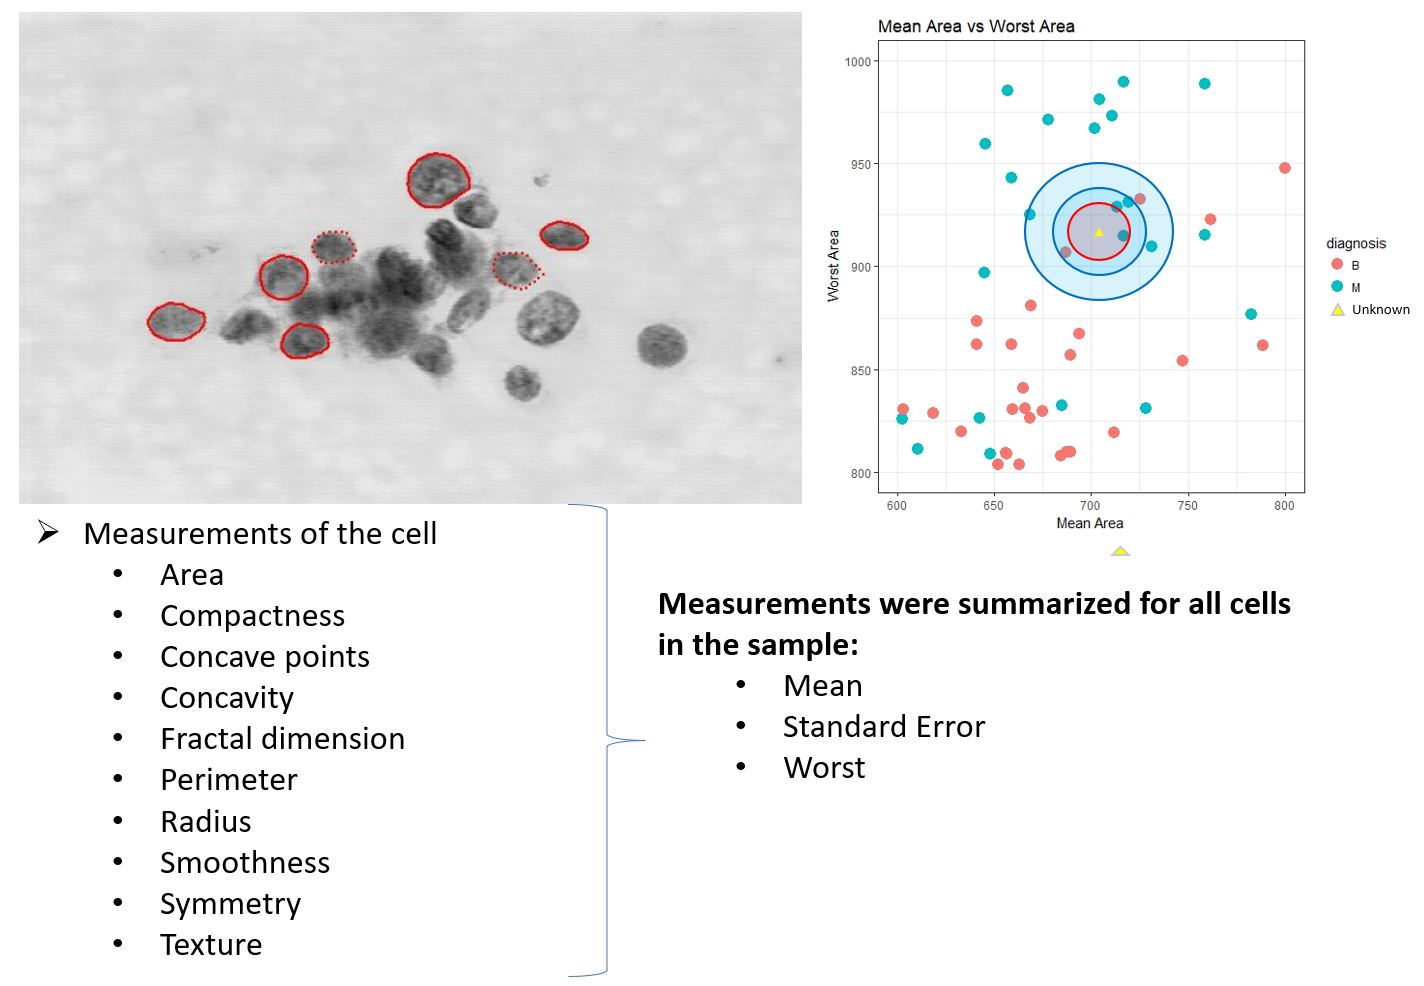 Mean Area vs Worst Area
1000
950
900
850
800
Worst Area
600 650 700 750 800
Mean Area
diagnosis
B
M
Unknown
Measurements of the cell
• Area
• Compactness
• Concave points
• Concavity
• Fractal dimension
• Perimeter
• Radius
• Smoothness
• Symmetry
• Texture
Measurements were summarized for all cells
in the sample:
• Mean
• Standard Error
• Worst